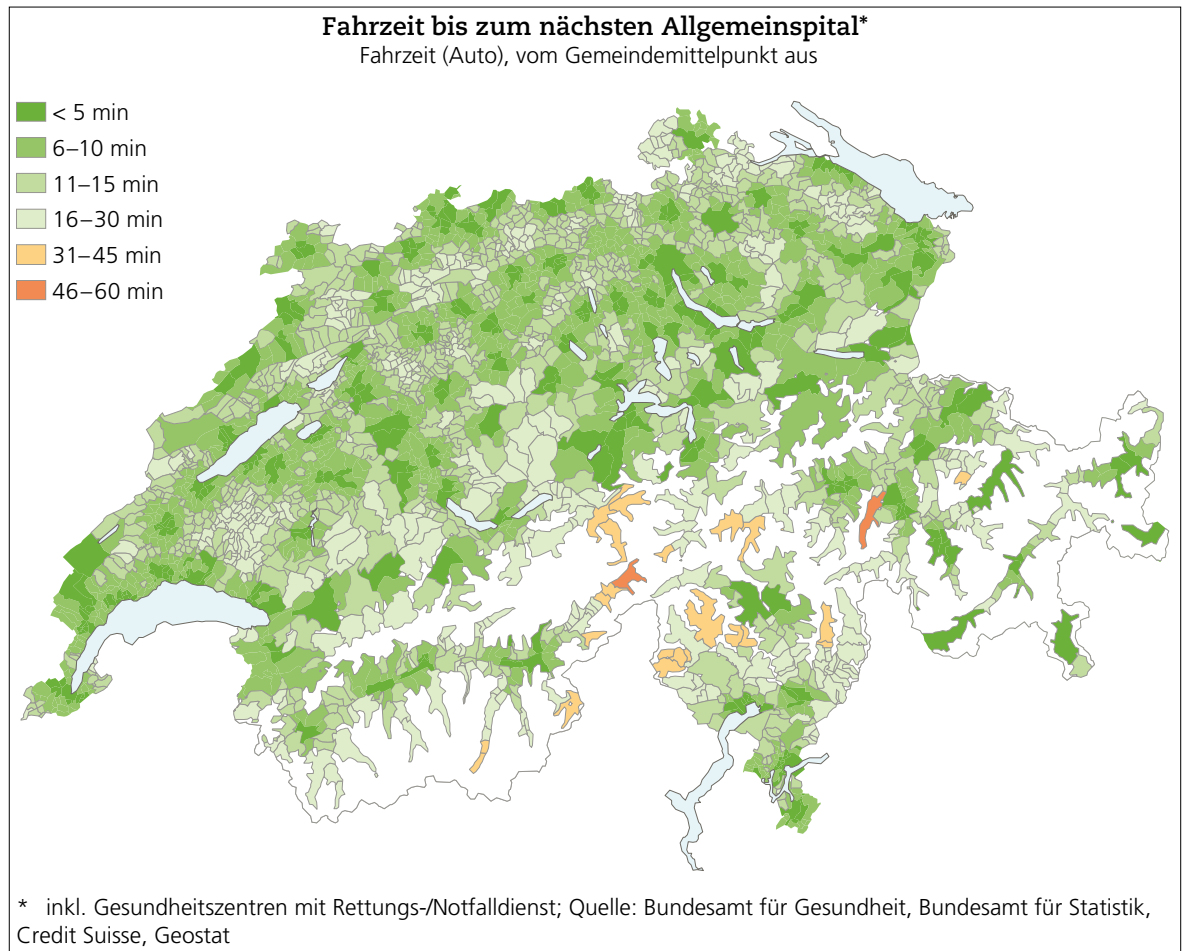 Fahrzeit bis zum nächsten Allgemeinspital*
Fahrzeit (Auto), vom Gemeindemittelpunkt aus
< 5 min
6–10 min
11–15 min
16–30 min
31–45 min
46–60 min
* inkl. Gesundheitszentren mit Rettungs-/Notfalldienst; Quelle: Bundesamt für Gesundheit, Bundesamt für Statistik,
Credit Suisse, Geostat